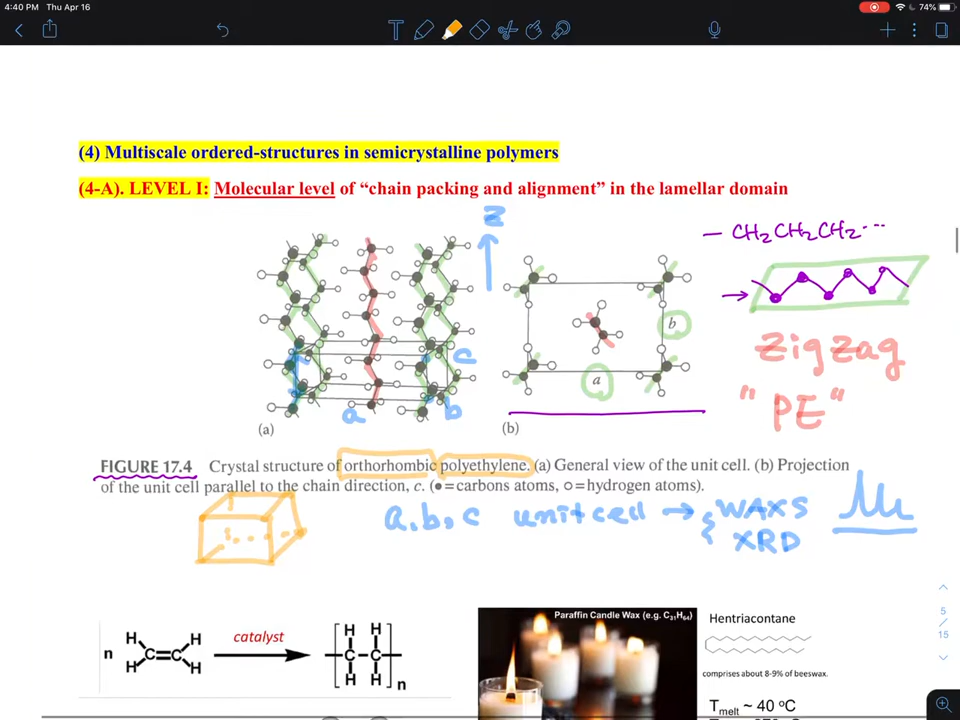 4:40 PM Thu Apr 16
74%
(4) Multiscale ordered-structures in semicrystalline polymers
(4-A). LEVEL I: Molecular level of “chain packing and alignment” in the lamellar domain
z
— CH2CH2CH2...
zigzag
"PE"
a b c
b
a
(a)
(b)
FIGURE 17.4 Crystal structure of orthorhombic polyethylene. (a) General view of the unit cell. (b) Projection
of the unit cell parallel to the chain direction, c. (●=carbons atoms, ○=hydrogen atoms).
a,b,c unit cell → { WAXS
XRD
n
H H
C=C
H H
catalyst
H H
C C
H H
n
Paraffin Candle Wax (e.g. C31H64)
Hentriacontane
comprises about 8-9% of beeswax.
Tmelt ~ 40 °C
5
/
15